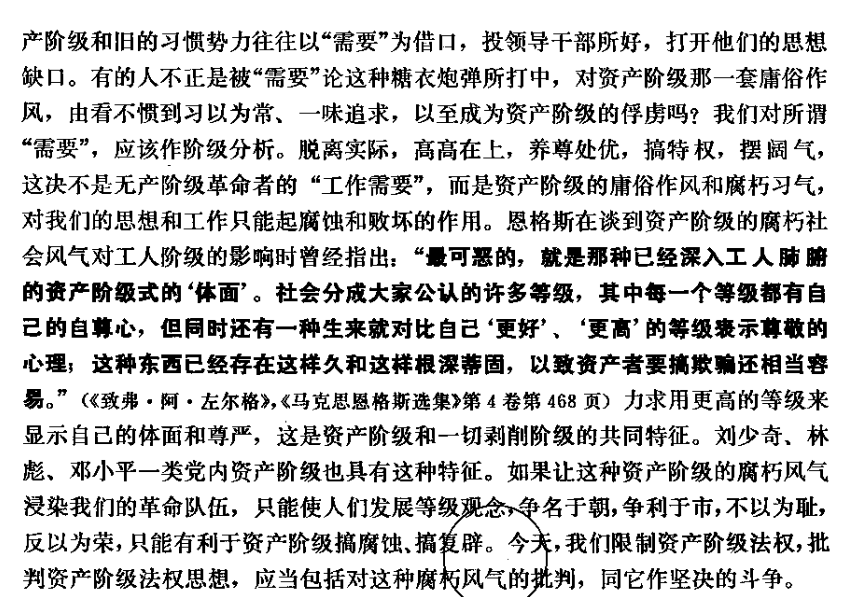 产阶级和旧的习惯势力往往以“需要”为借口，投领导干部所好，打开他们的思想
缺口。有的人不正是被“需要”论这种糖衣炮弹所打中，对资产阶级那一套庸俗作
风，由看不惯到习以为常、一味追求，以至成为资产阶级的俘虏吗？我们对所谓
“需要”，应该作阶级分析。脱离实际，高高在上，养尊处优，搞特权，摆阔气，
这决不是无产阶级革命者的“工作需要”，而是资产阶级的庸俗作风和腐朽习气，
对我们的思想和工作只能起腐蚀和败坏的作用。恩格斯在谈到资产阶级的腐朽社
会风气对工人阶级的影响时曾经指出：“最可恶的，就是那种已经深入工人肺腑
的资产阶级式的‘体面’。社会分成大家公认的许多等级，其中每一个等级都有自
己的自尊心，但同时还有一种生来就对比自己‘更好’、‘更高’的等级表示尊敬的
心理；这种东西已经存在这样久和这样根深蒂固，以致资产者要搞欺骗还相当容
易。”（《致弗·阿·左尔格》，《马克思恩格斯选集》第4卷第468页）力求用更高的等级来
显示自己的体面和尊严，这是资产阶级和一切剥削阶级的共同特征。刘少奇、林
彪、邓小平一类党内资产阶级也具有这种特征。如果让这种资产阶级的腐朽风气
浸染我们的革命队伍，只能使人们发展等级观念，争名于朝，争利于市，不以为耻，
反以为荣，只能有利于资产阶级搞腐蚀、搞复辟。今天，我们限制资产阶级法权，批
判资产阶级法权思想，应当包括对这种腐朽风气的批判，同它作坚决的斗争。